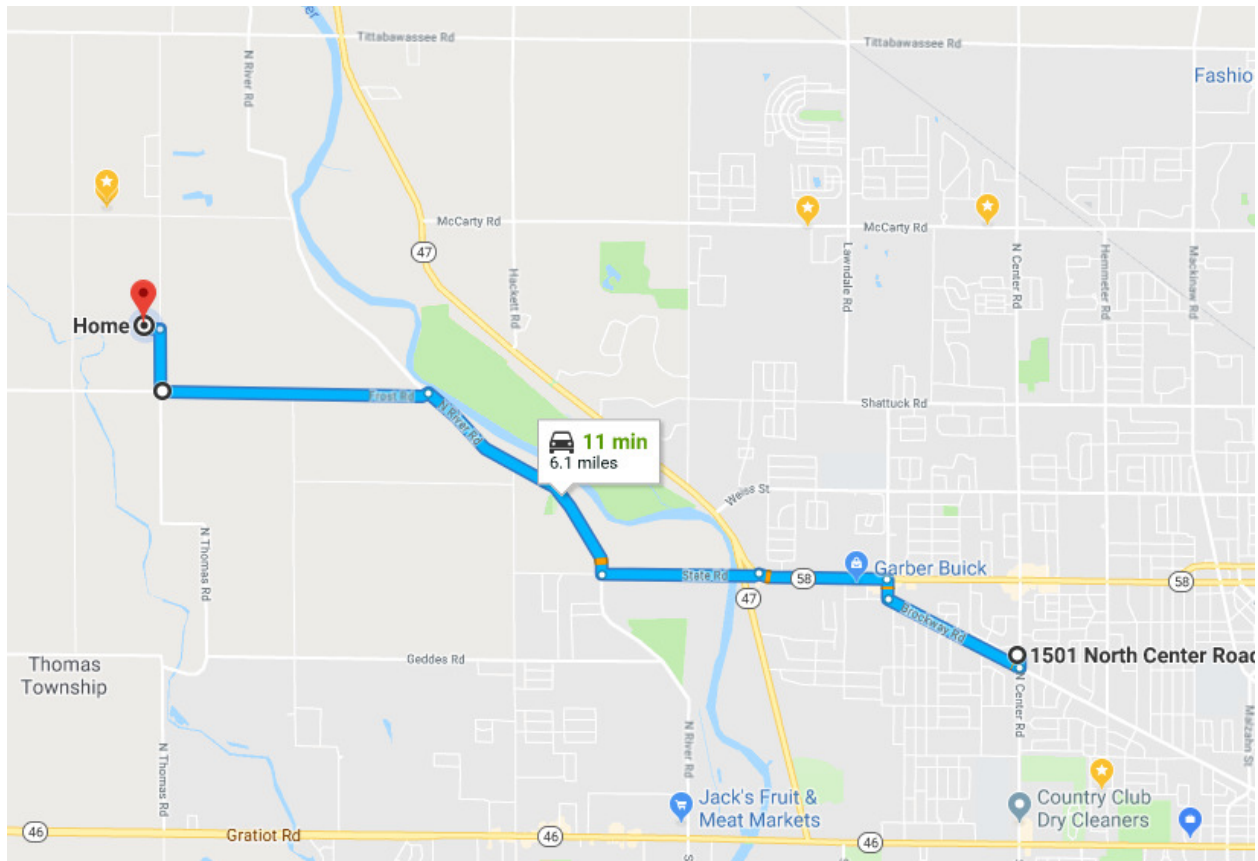 Tittabawassee Rd
Tittabawassee Rd
N River Rd
Fashio
McCarty Rd
McCarty Rd
47
Lawndale Rd
N Center Rd
Hemmeter Rd
Mackinaw Rd
Hackett Rd
Home
Frost Rd
N River Rd
Shattuck Rd
11 min
6.1 miles
Weiss St
N Thomas Rd
State Rd
58
Garber Buick
58
47
Brockway Rd
1501 North Center Road
Thomas
Township
Geddes Rd
N Center Rd
Malzahn St
N Thomas Rd
N River Rd
Jack's Fruit &
Meat Markets
Country Club
Dry Cleaners
46
Gratiot Rd
46
46